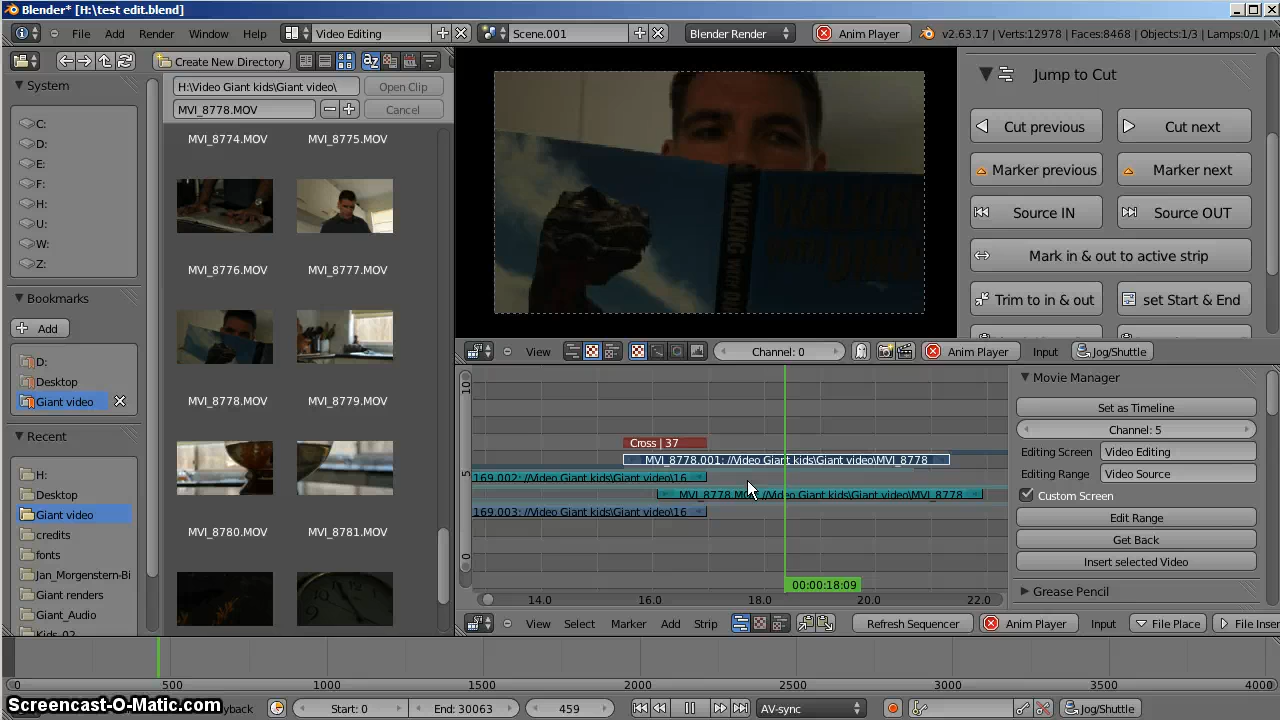 Blender* [H:\test edit.blend]
File Add Render Window Help Video Editing Scene.001 Blender Render Anim Player v2.63.17 | Verts:12978 | Faces:8468 | Objects:1/3 | Lamps:0/1 |
Create New Directory
System
C:
D:
E:
F:
H:
U:
W:
Z:
Bookmarks
Add
D:
Desktop
Giant video
Recent
H:
Desktop
Giant video
credits
fonts
Jan_Morgenstern-Bi
Giant renders
Giant_Audio
Kids_02
H:\Video Giant kids\Giant video\ Open Clip
MVI_8778.MOV Cancel
MVI_8774.MOV MVI_8775.MOV
MVI_8776.MOV MVI_8777.MOV
MVI_8778.MOV MVI_8779.MOV
MVI_8780.MOV MVI_8781.MOV
WALKING WITH
Jump to Cut
Cut previous Cut next
Marker previous Marker next
Source IN Source OUT
Mark in & out to active strip
Trim to in & out set Start & End
View Channel: 0 Anim Player Input Jog/Shuttle
10
5
0
Cross | 37
MVI_8778.001: //Video Giant kids\Giant video\MVI_8778
169.002: //Video Giant kids\Giant video\16
MVI_8778.MO //Video Giant kids\Giant video\MVI_8778
169.003: //Video Giant kids\Giant video\16
00:00:18:09
14.0 16.0 18.0 20.0 22.0
Movie Manager
Set as Timeline
Channel: 5
Editing Screen Video Editing
Editing Range Video Source
Custom Screen
Edit Range
Get Back
Insert selected Video
Grease Pencil
View Select Marker Add Strip Refresh Sequencer Anim Player Input File Place File Inser
0 500 1000 1500 2000 2500 3000 3500 4000
Screencast-O-Matic.com
yback Start: 0 End: 30063 459 AV-sync Jog/Shuttle